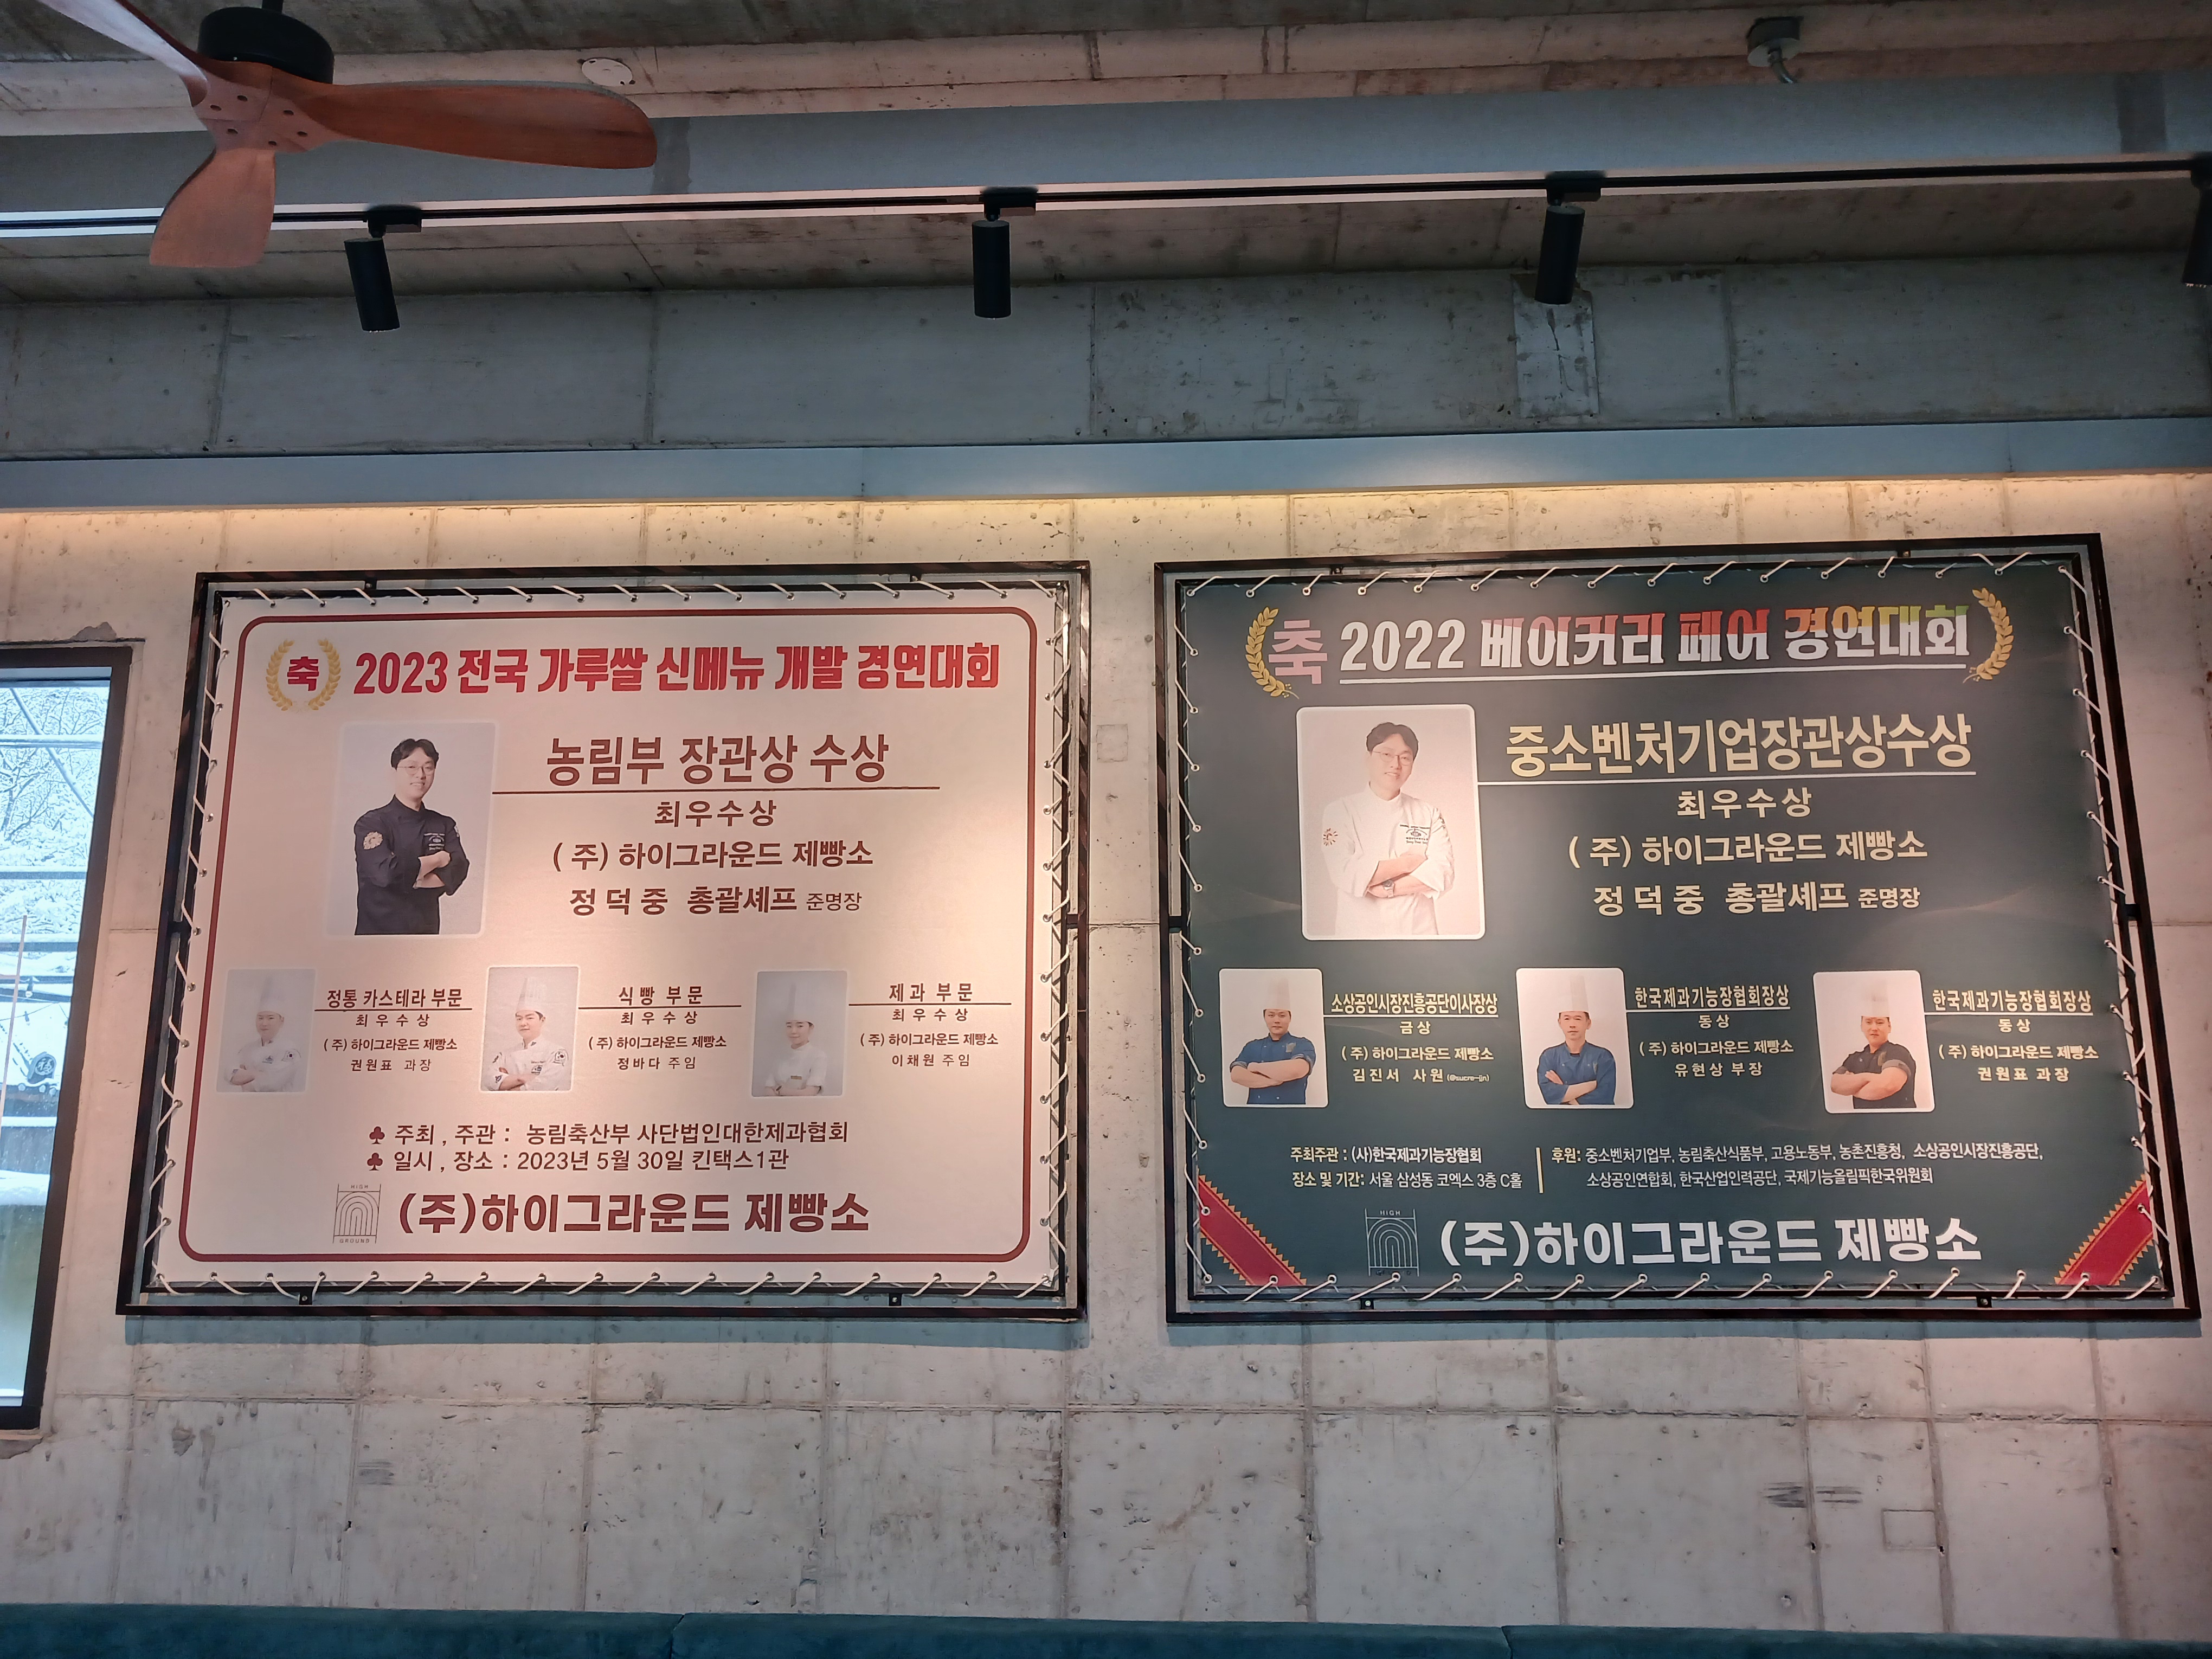 축 2023 전국 가루쌀 신메뉴 개발 경연대회
농림부 장관상 수상
최우수상
(주) 하이그라운드 제빵소
정덕중 총괄셰프 준명장
정통 카스테라 부문
최우수상
(주) 하이그라운드 제빵소
권원표 과장
식빵 부문
최우수상
(주) 하이그라운드 제빵소
정바다 주임
제과 부문
최우수상
(주) 하이그라운드 제빵소
이채원 주임
♣ 주최, 주관 : 농림축산부 사단법인대한제과협회
♣ 일시, 장소 : 2023년 5월 30일 킨택스1관
HIGH
GROUND
(주)하이그라운드 제빵소
축 2022 베이커리 페어 경연대회
중소벤처기업장관상수상
최우수상
(주) 하이그라운드 제빵소
정덕중 총괄셰프 준명장
소상공인시장진흥공단이사장상
금상
(주) 하이그라운드 제빵소
김진서 사원
한국제과기능장협회장상
동상
(주) 하이그라운드 제빵소
유현상 부장
한국제과기능장협회장상
동상
(주) 하이그라운드 제빵소
권원표 과장
주최주관 : (사)한국제과기능장협회
장소 및 기간: 서울 삼성동 코엑스 3층 C홀
후원: 중소벤처기업부, 농림축산식품부, 고용노동부, 농촌진흥청, 소상공인시장진흥공단,
소상공인연합회, 한국산업인력공단, 국제기능올림픽한국위원회
HIGH
(주)하이그라운드 제빵소